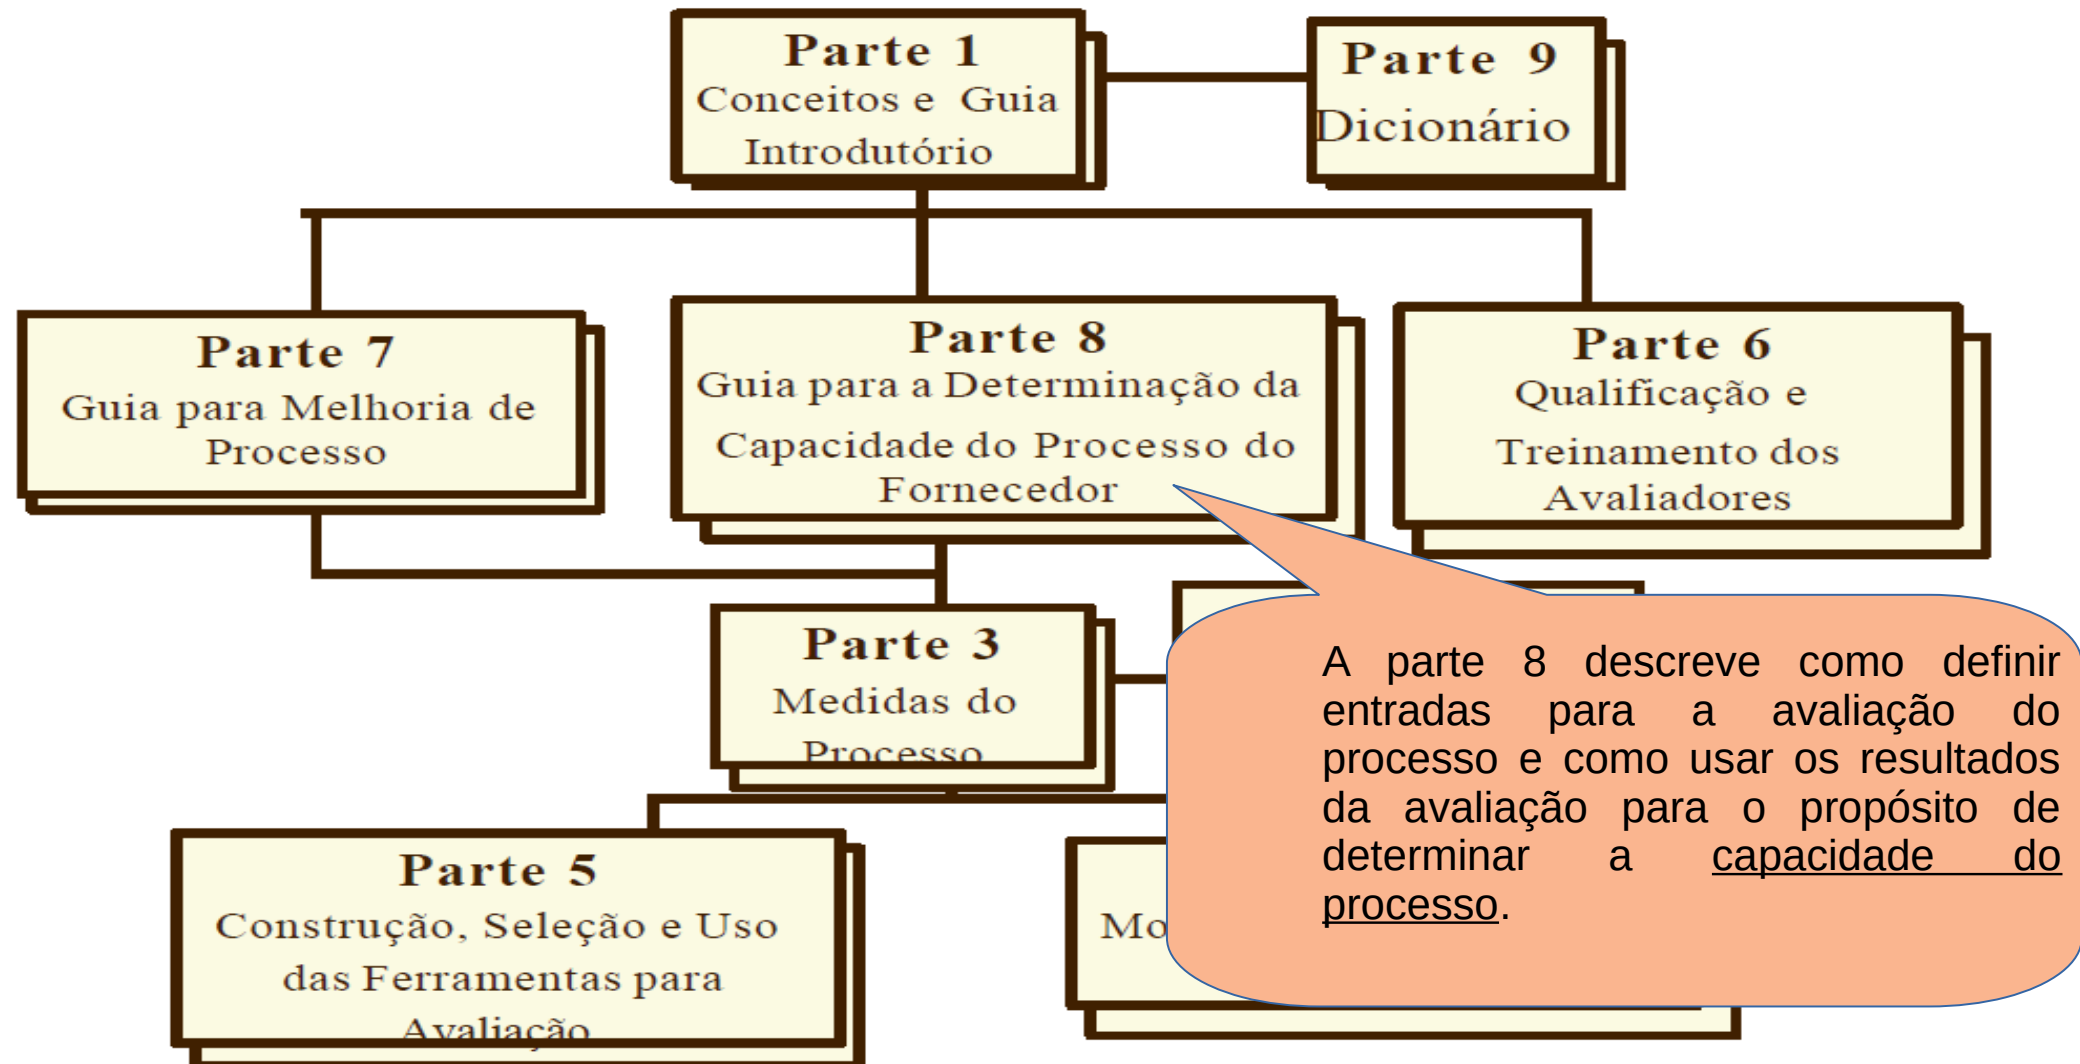 Parte 1
Conceitos e Guia
Introdutório
Parte 9
Dicionário
Parte 7
Guia para Melhoria de
Processo
Parte 8
Guia para a Determinação da
Capacidade do Processo do
Fornecedor
Parte 6
Qualificação e
Treinamento dos
Avaliadores
Parte 3
Medidas do
Processo
A parte 8 descreve como definir
entradas para a avaliação do
processo e como usar os resultados
da avaliação para o propósito de
determinar a capacidade do
processo.
Parte 5
Construção, Seleção e Uso
das Ferramentas para
Avaliação